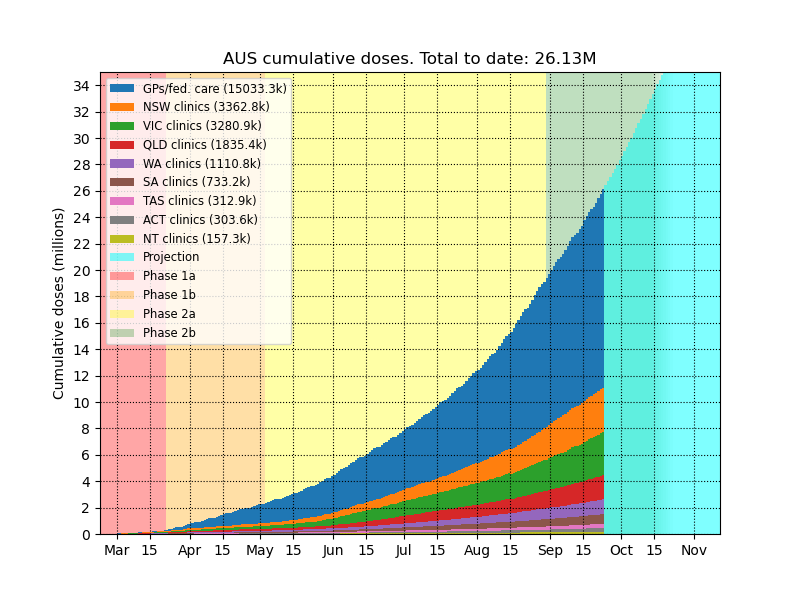 AUS cumulative doses. Total to date: 26.13M
Cumulative doses (millions)
34
32
30
28
26
24
22
20
18
16
14
12
10
8
6
4
2
0
GPs/fed. care (15033.3k)
NSW clinics (3362.8k)
VIC clinics (3280.9k)
QLD clinics (1835.4k)
WA clinics (1110.8k)
SA clinics (733.2k)
TAS clinics (312.9k)
ACT clinics (303.6k)
NT clinics (157.3k)
Projection
Phase 1a
Phase 1b
Phase 2a
Phase 2b
Mar 15 Apr 15 May 15 Jun 15 Jul 15 Aug 15 Sep 15 Oct 15 Nov